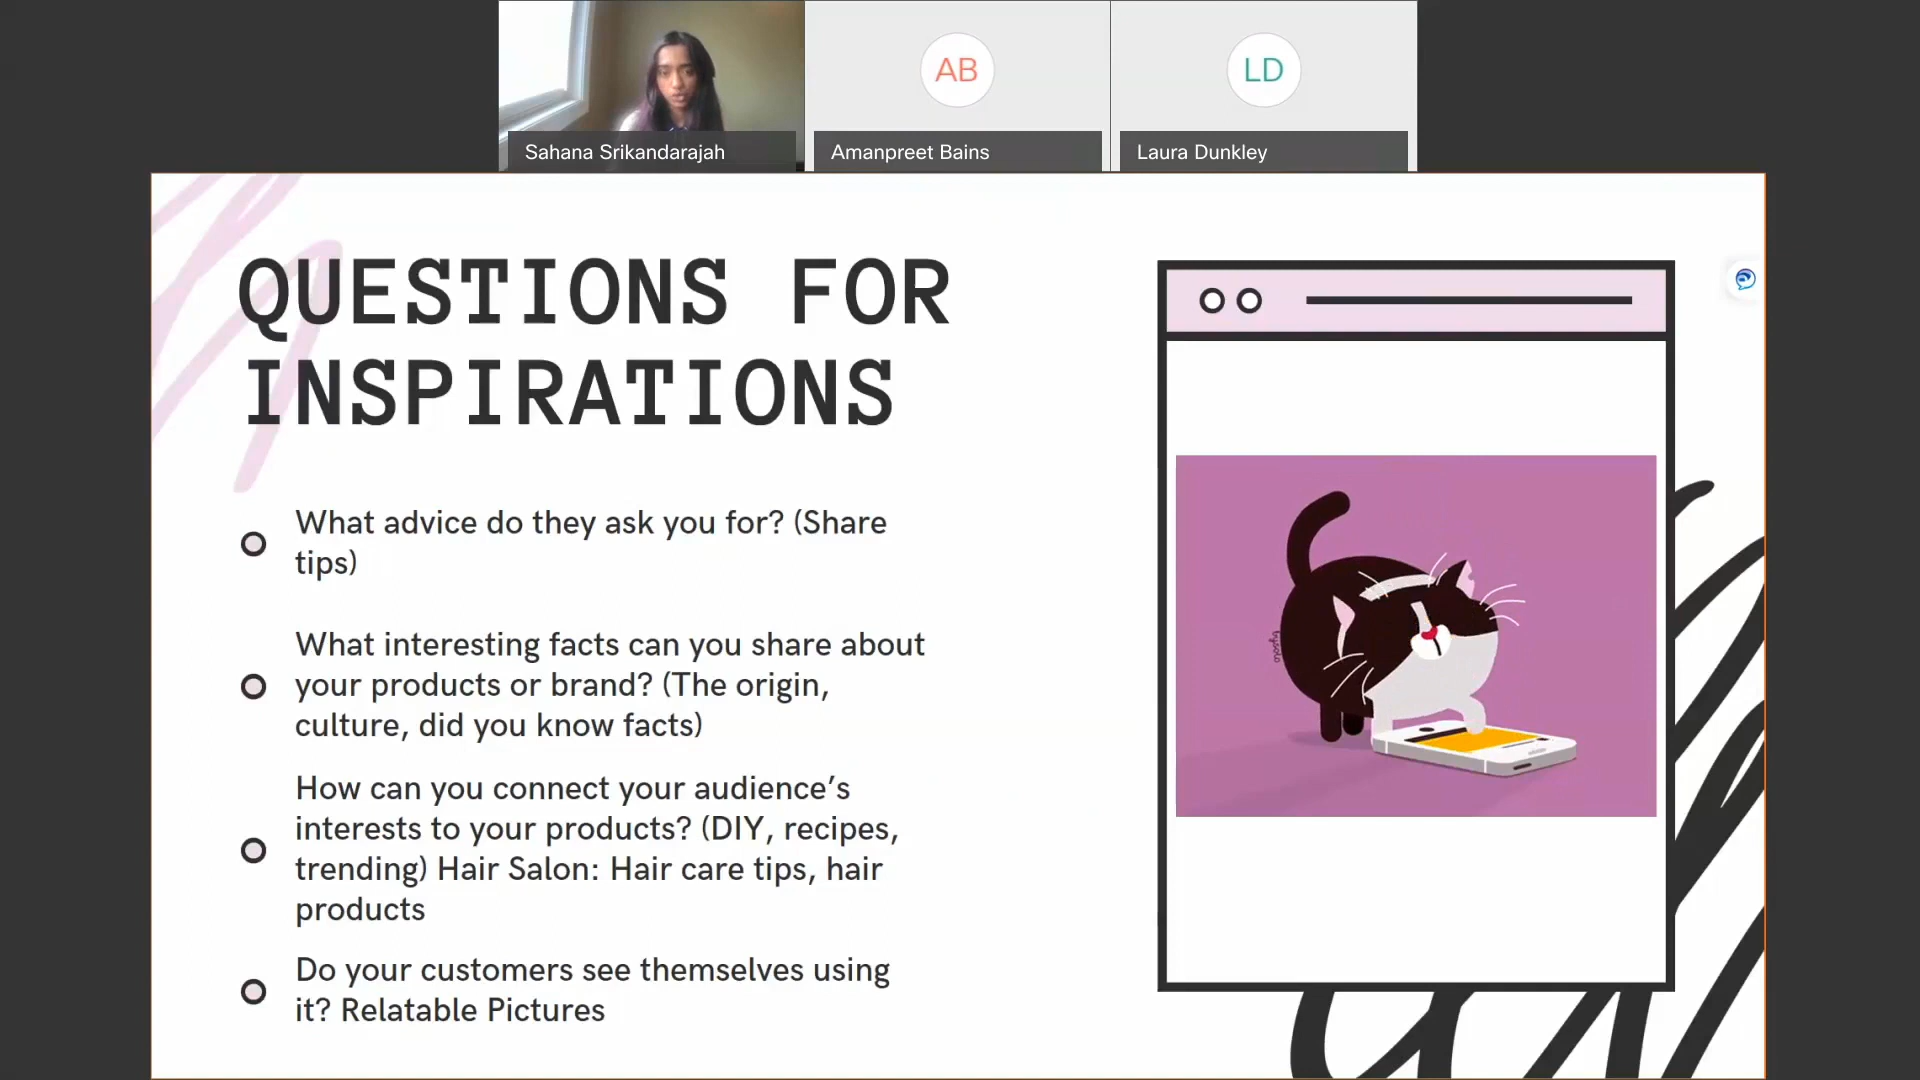 Sahana Srikandarajah
AB
Amanpreet Bains
LD
Laura Dunkley
QUESTIONS FOR
INSPIRATIONS
What advice do they ask you for? (Share
tips)
What interesting facts can you share about
your products or brand? (The origin,
culture, did you know facts)
How can you connect your audience’s
interests to your products? (DIY, recipes,
trending) Hair Salon: Hair care tips, hair
products
Do your customers see themselves using
it? Relatable Pictures